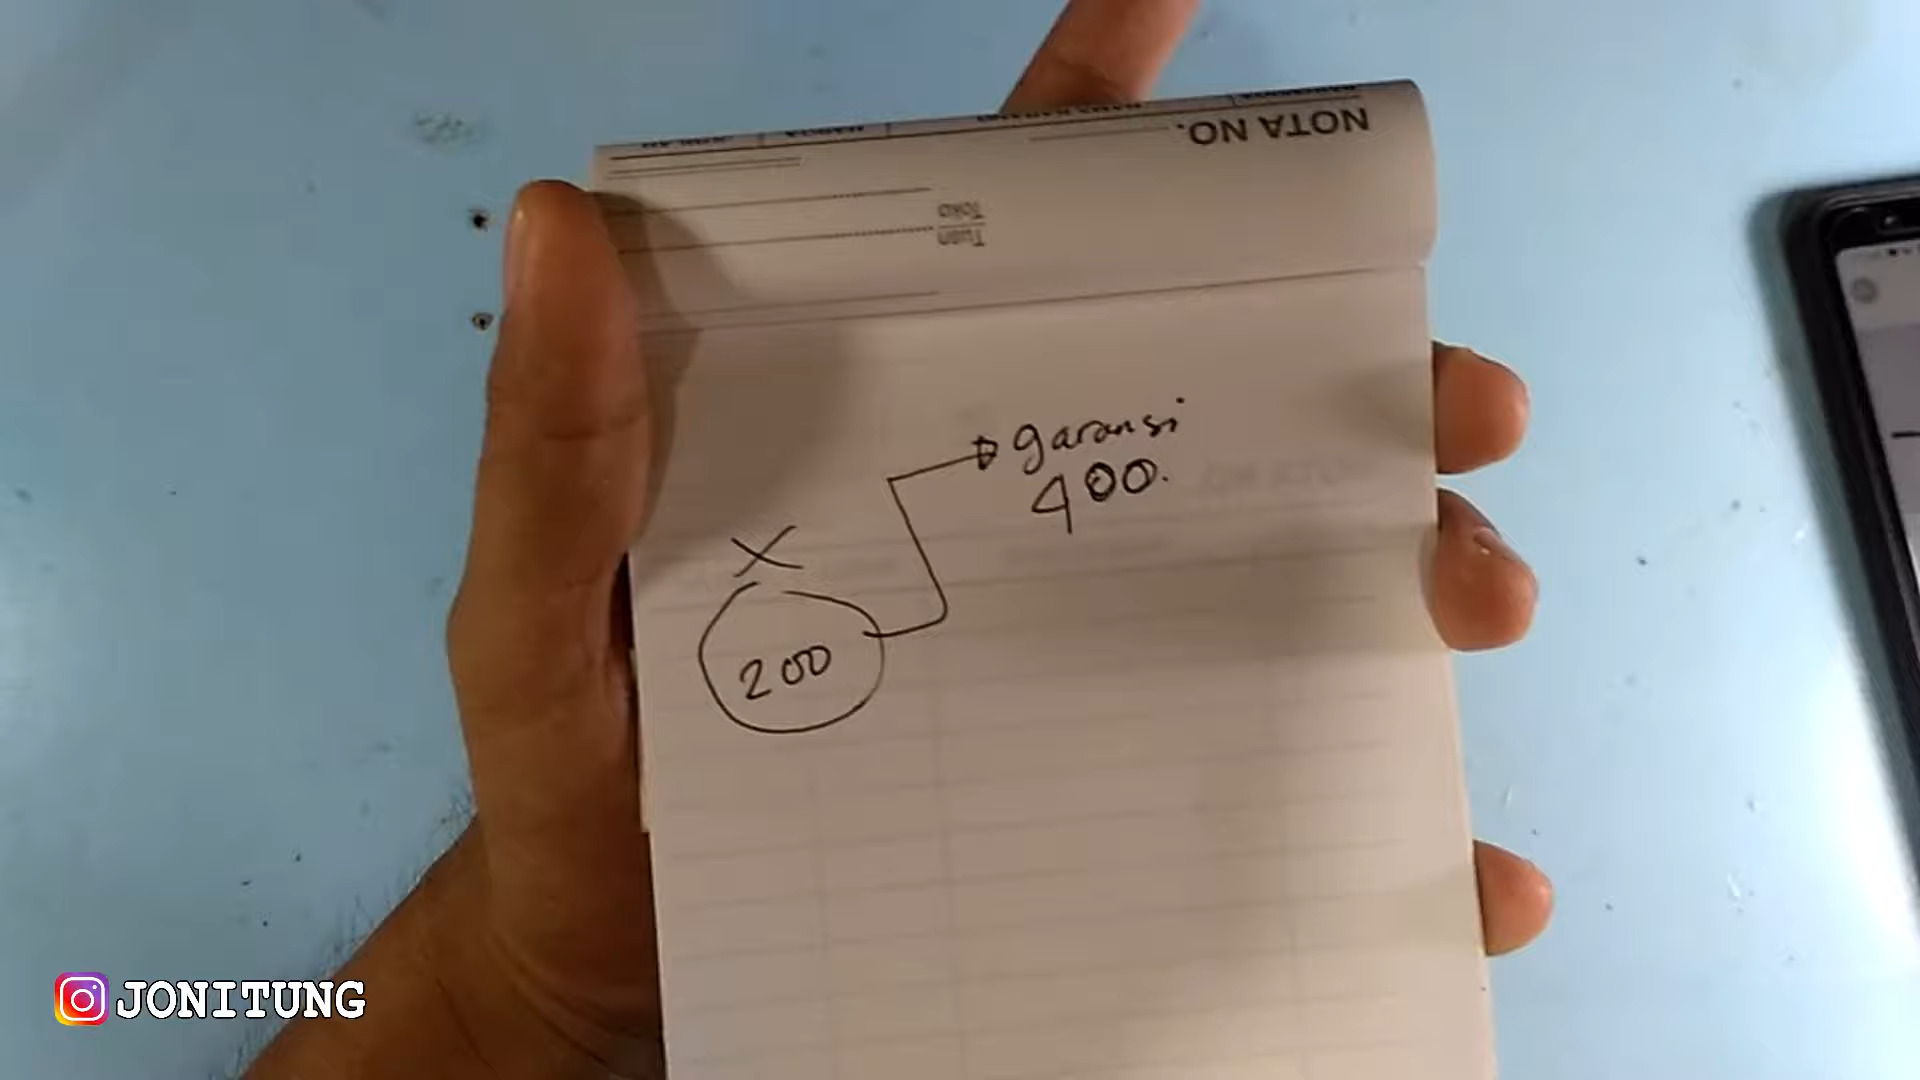 NOTA NO.
Tuan
Toko
garansi
400.
X
200
JONITUNG